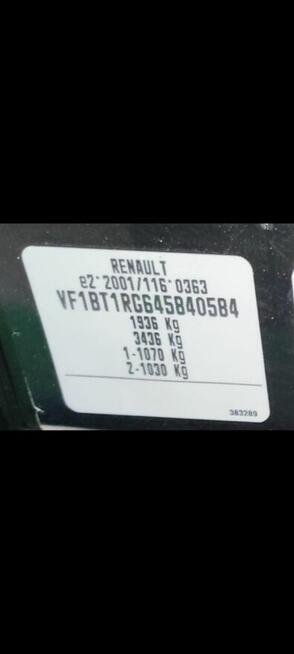 RENAULT
e2*2001/116*0363
VF1BT1RG645840584
1936 Kg
3436 Kg
1-1070 Kg
2-1030 Kg
383289